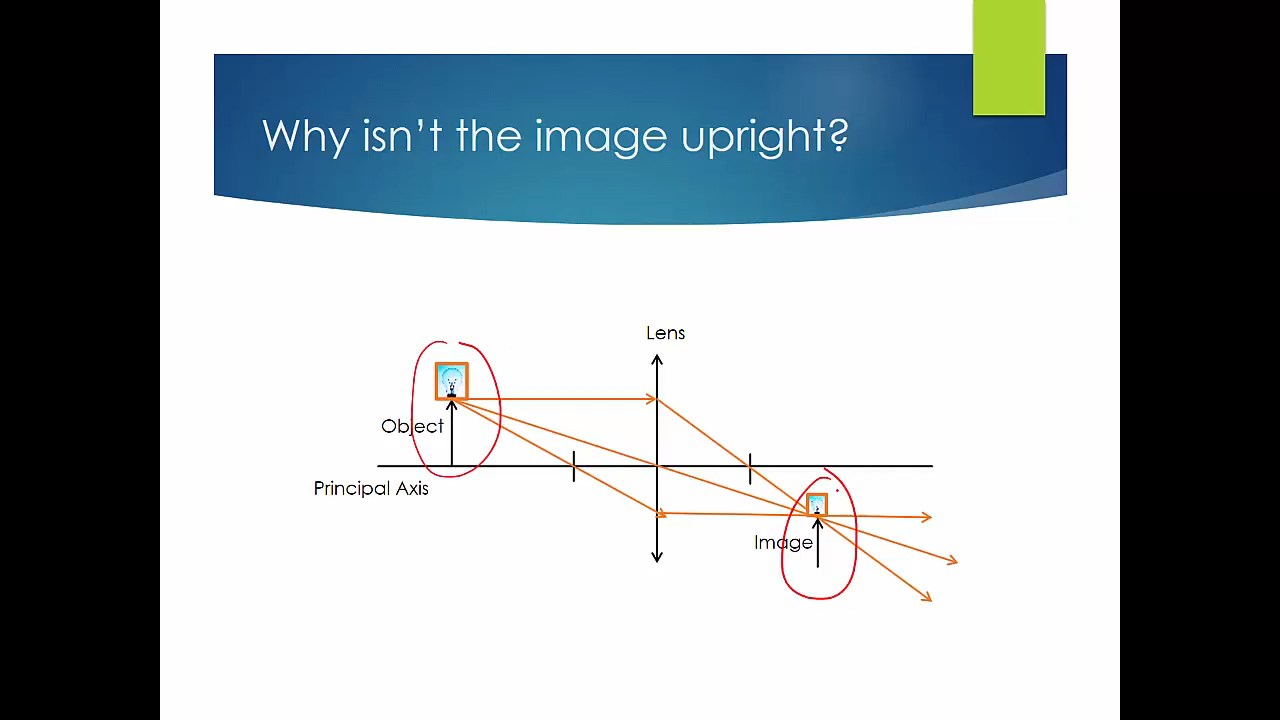 Why isn't the image upright?
Lens
Object
Principal Axis
Image